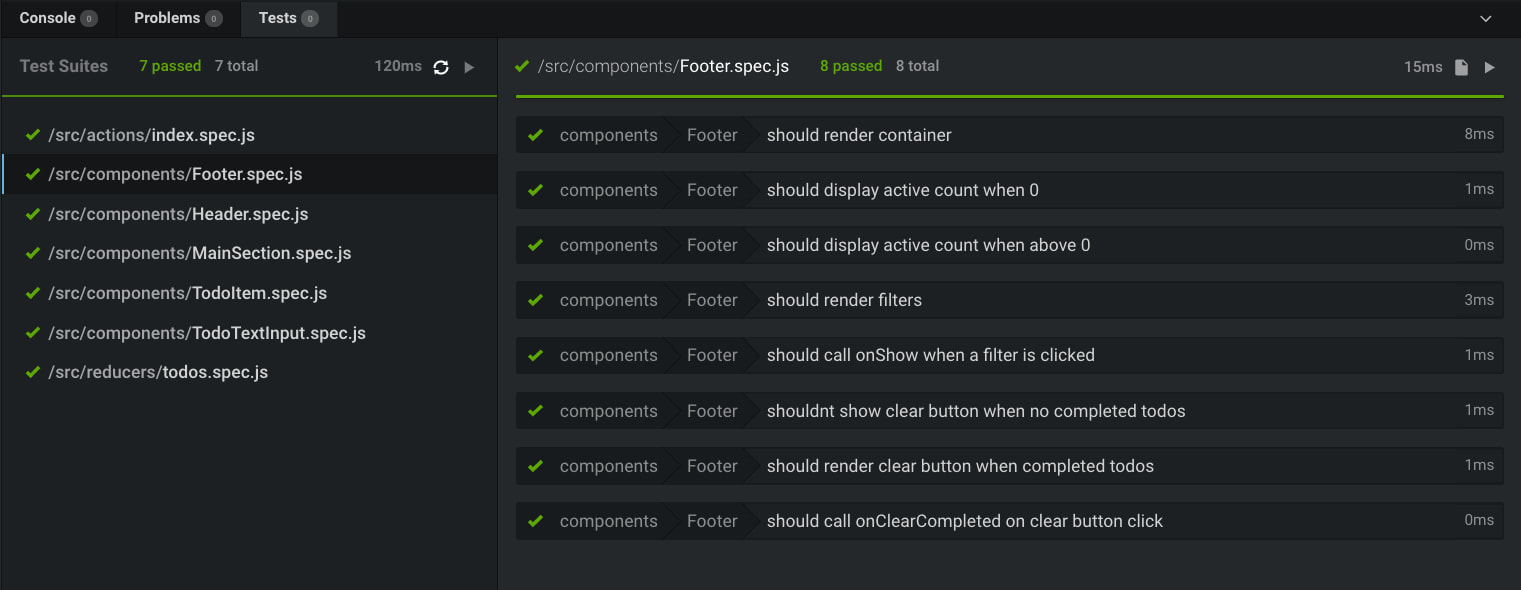 Console 0 Problems 0 Tests 0
Test Suites 7 passed 7 total 120ms
/src/actions/index.spec.js
/src/components/Footer.spec.js
/src/components/Header.spec.js
/src/components/MainSection.spec.js
/src/components/TodoItem.spec.js
/src/components/TodoTextInput.spec.js
/src/reducers/todos.spec.js
/src/components/Footer.spec.js 8 passed 8 total 15ms
components Footer should render container 8ms
components Footer should display active count when 0 1ms
components Footer should display active count when above 0 0ms
components Footer should render filters 3ms
components Footer should call onShow when a filter is clicked 1ms
components Footer shouldnt show clear button when no completed todos 1ms
components Footer should render clear button when completed todos 1ms
components Footer should call onClearCompleted on clear button click 0ms